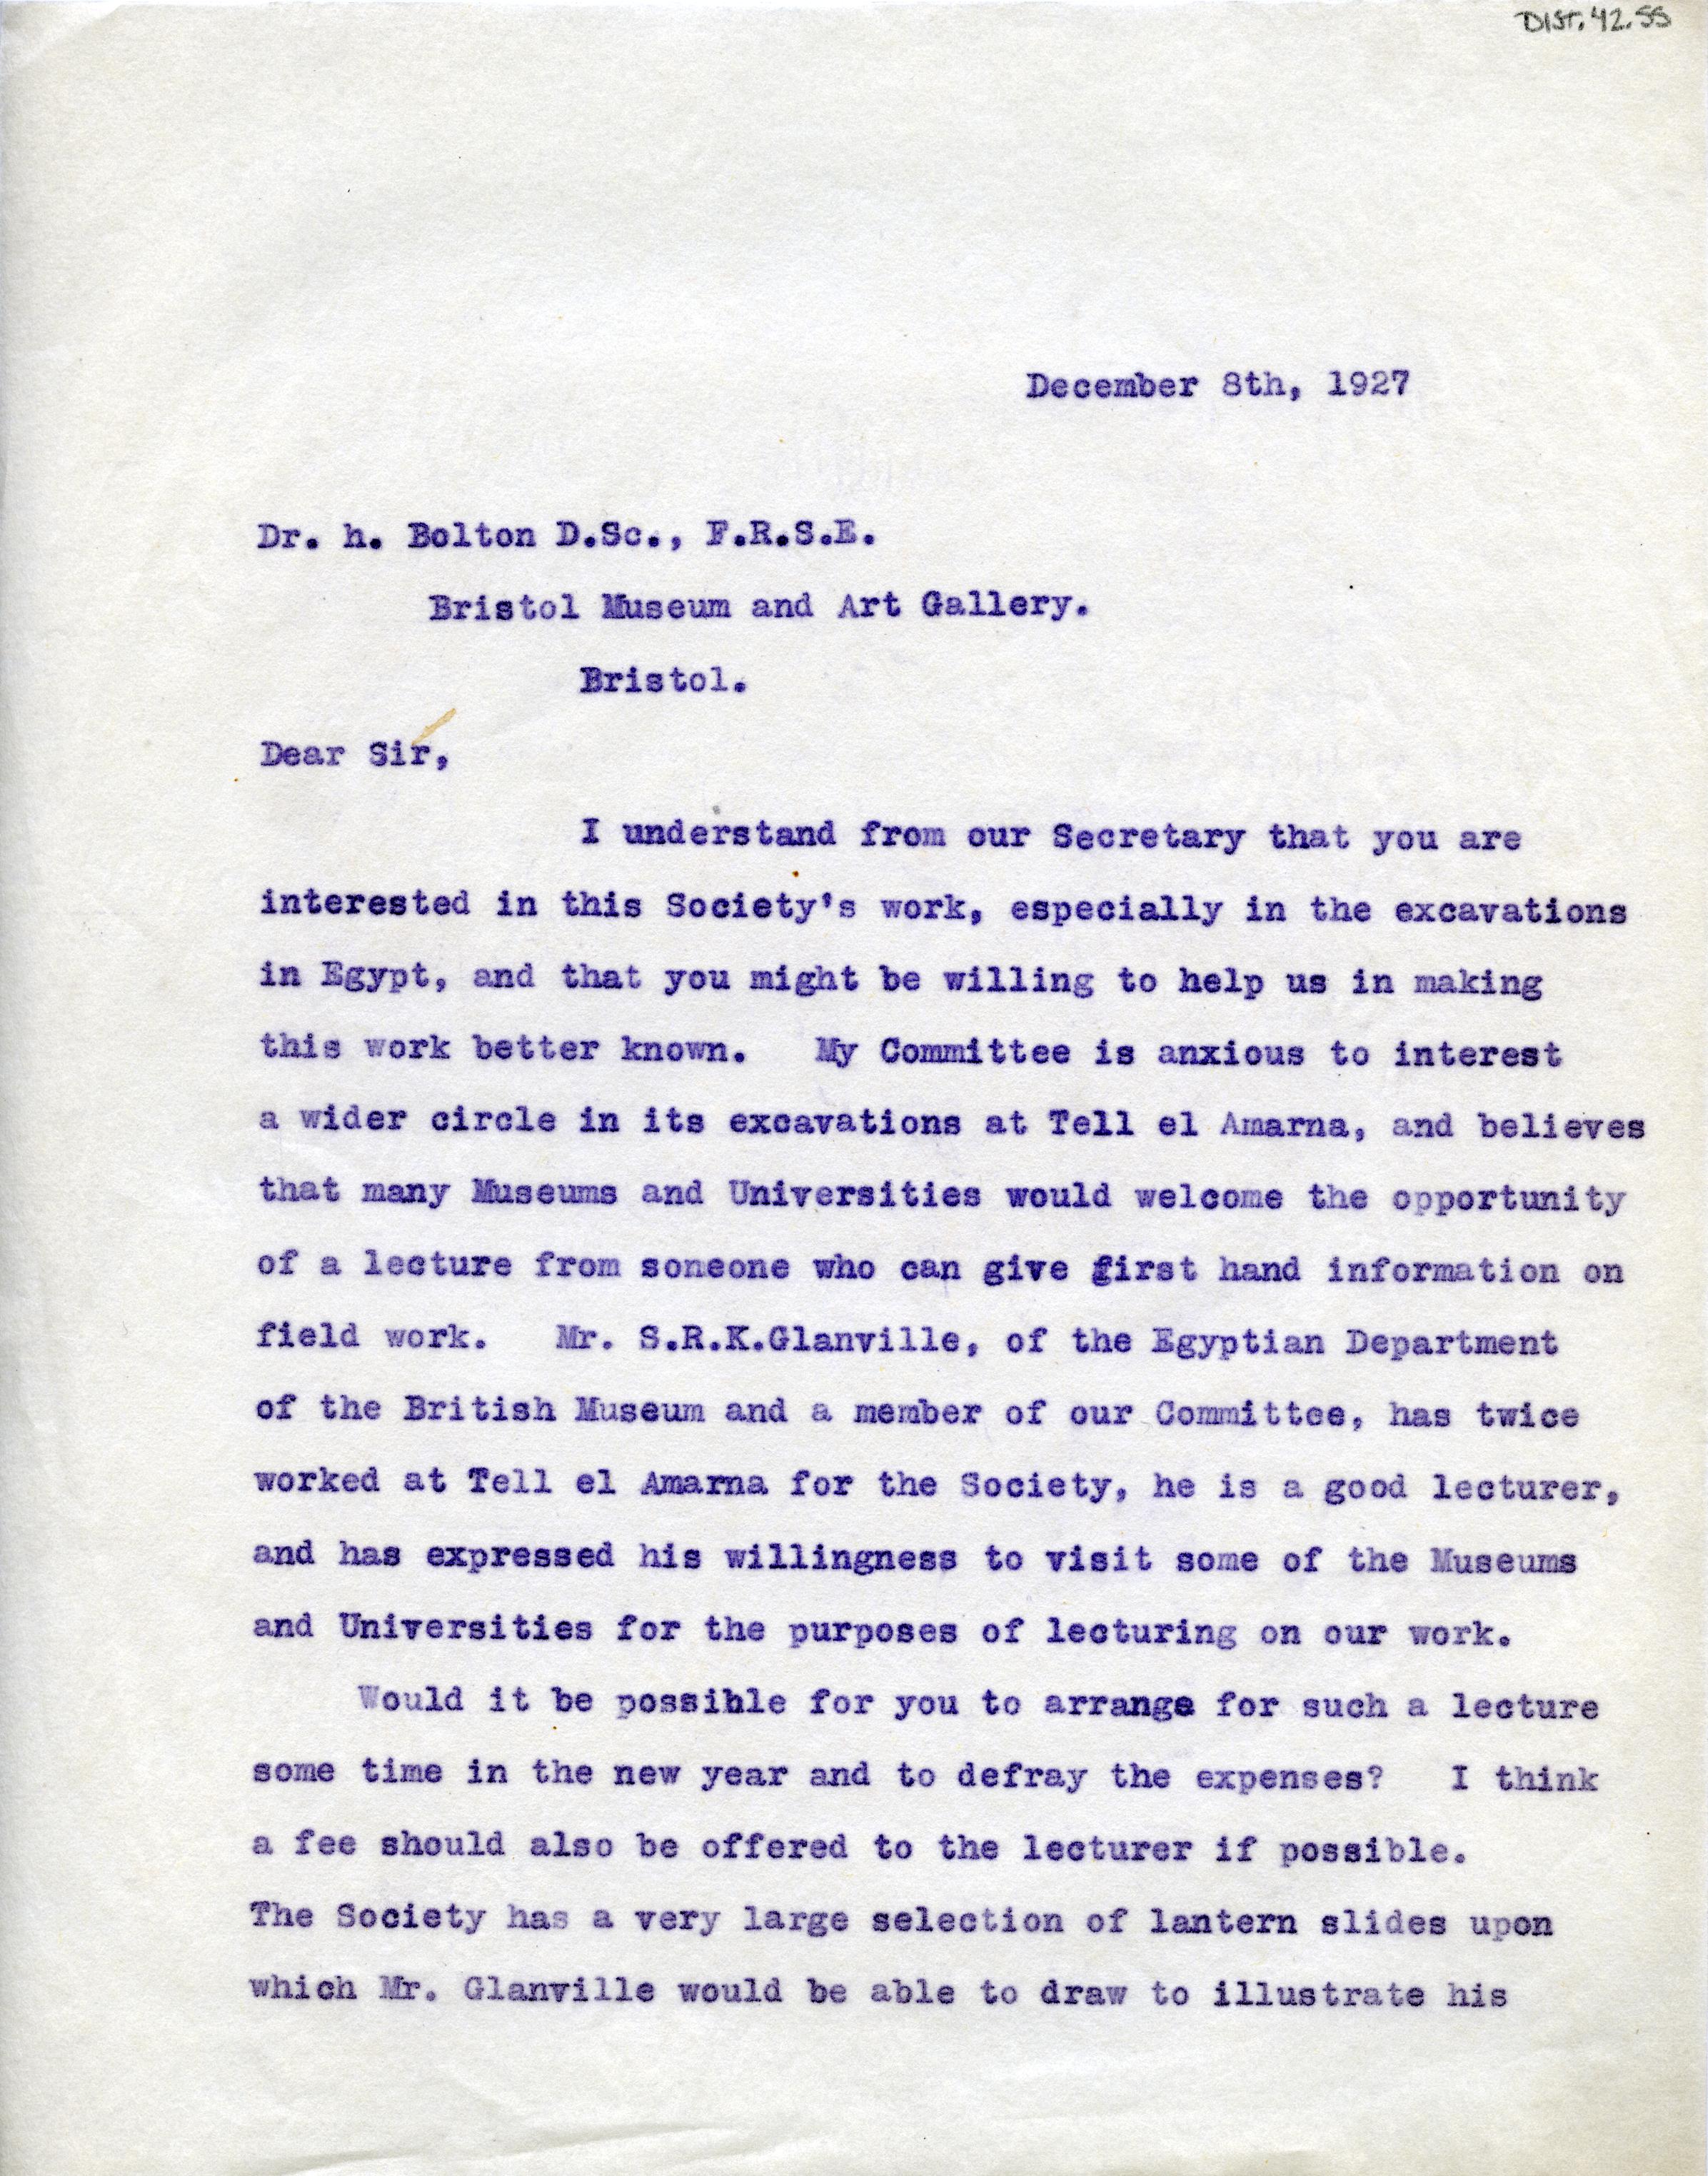 DIST. 42.55
December 8th, 1927
Dr. h. Bolton D.Sc., F.R.S.E.
Bristol Museum and Art Gallery.
Bristol.
Dear Sir,
I understand from our Secretary that you are
interested in this Society's work, especially in the excavations
in Egypt, and that you might be willing to help us in making
this work better known. My Committee is anxious to interest
a wider circle in its excavations at Tell el Amarna, and believes
that many Museums and Universities would welcome the opportunity
of a lecture from soneone who can give first hand information on
field work. Mr. S.R.K.Glanville, of the Egyptian Department
of the British Museum and a member of our Committee, has twice
worked at Tell el Amarna for the Society, he is a good lecturer,
and has expressed his willingness to visit some of the Museums
and Universities for the purposes of lecturing on our work.
Would it be possible for you to arrange for such a lecture
some time in the new year and to defray the expenses? I think
a fee should also be offered to the lecturer if possible.
The Society has a very large selection of lantern slides upon
which Mr. Glanville would be able to draw to illustrate his